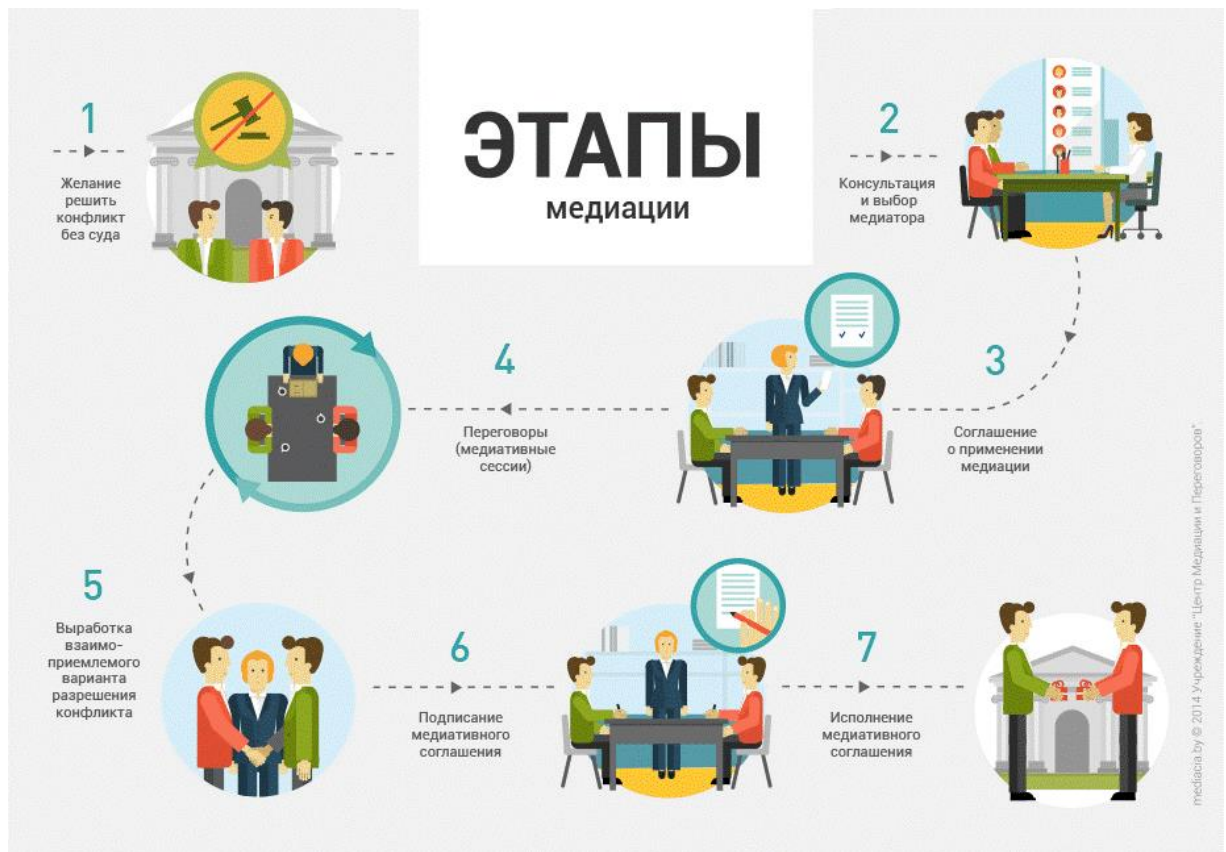 ЭТАПЫ
медиации
1
Желание
решить
конфликт
без суда
2
Консультация
и выбор
медиатора
3
Соглашение
о применении
медиации
4
Переговоры
(медиативные
сессии)
5
Выработка
взаимо-
приемлемого
варианта
разрешения
конфликта
6
Подписание
медиативного
соглашения
7
Исполнение
медиативного
соглашения
mediacia.by © 2014 Учреждение "Центр Медиации и Переговоров"